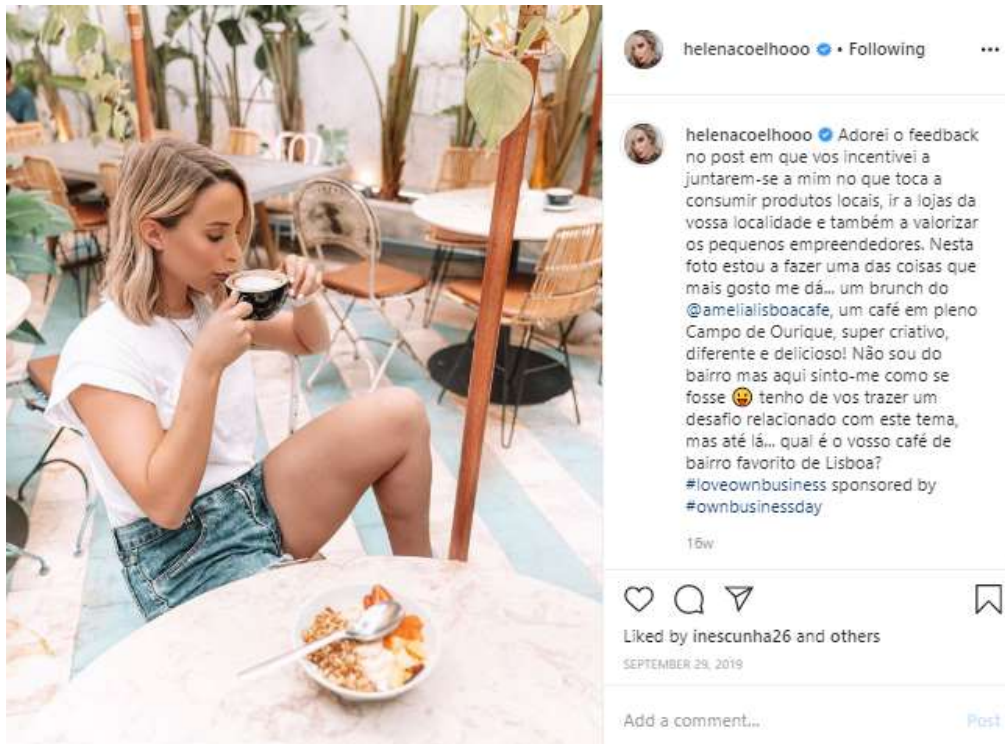 helenacoelhooo • Following
helenacoelhooo Adorei o feedback
no post em que vos incentivei a
juntarem-se a mim no que toca a
consumir produtos locais, ir a lojas da
vossa localidade e também a valorizar
os pequenos empreendedores. Nesta
foto estou a fazer uma das coisas que
mais gosto me dá... um brunch do
@amelialisboacafe, um café em pleno
Campo de Ourique, super criativo,
diferente e delicioso! Não sou do
bairro mas aqui sinto-me como se
fosse 😛 tenho de vos trazer um
desafio relacionado com este tema,
mas até lá... qual é o vosso café de
bairro favorito de Lisboa?
#loveownbusiness sponsored by
#ownbusinessday
16w
Liked by inescunha26 and others
SEPTEMBER 29, 2019
Add a comment...
Post